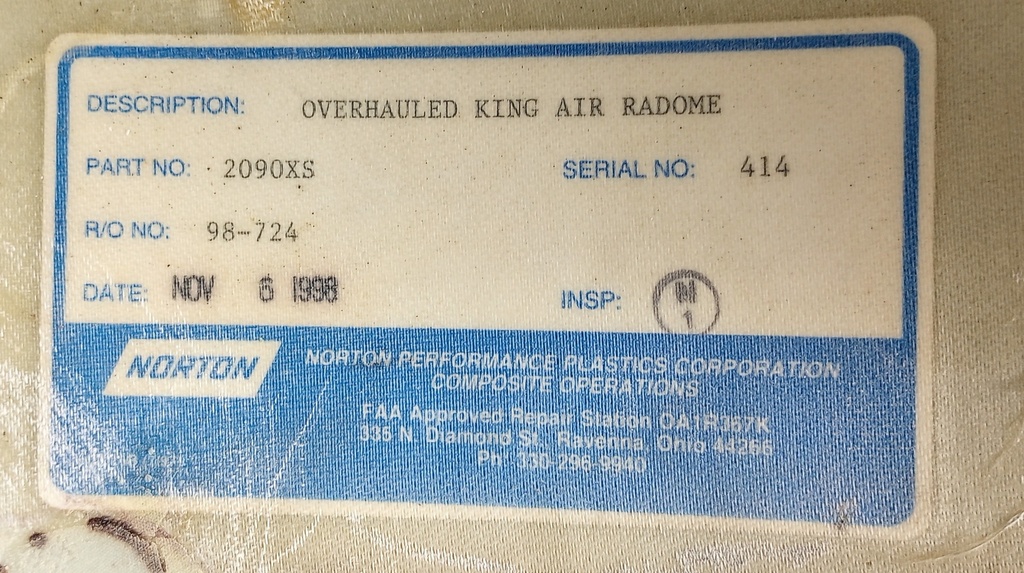 DESCRIPTION: OVERHAULED KING AIR RADOME
PART NO: 2090XS SERIAL NO: 414
R/O NO: 98-724
DATE: NOV 6 1998 INSP: M 1
NORTON NORTON PERFORMANCE PLASTICS CORPORATION
COMPOSITE OPERATIONS
FAA Approved Repair Station OA1R367K
335 N. Diamond St., Ravenna, Ohio 44266
Ph: 330-296-9940